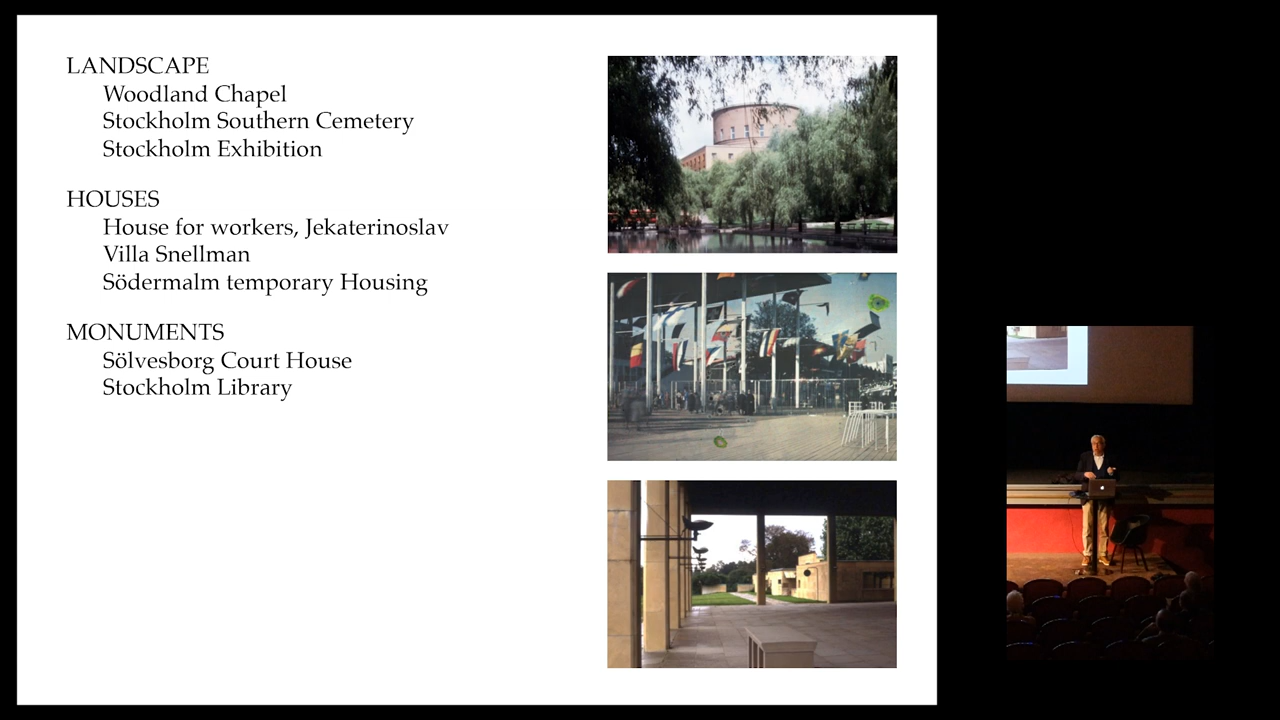 LANDSCAPE
Woodland Chapel
Stockholm Southern Cemetery
Stockholm Exhibition
HOUSES
House for workers, Jekaterinoslav
Villa Snellman
Södermalm temporary Housing
MONUMENTS
Sölvesborg Court House
Stockholm Library